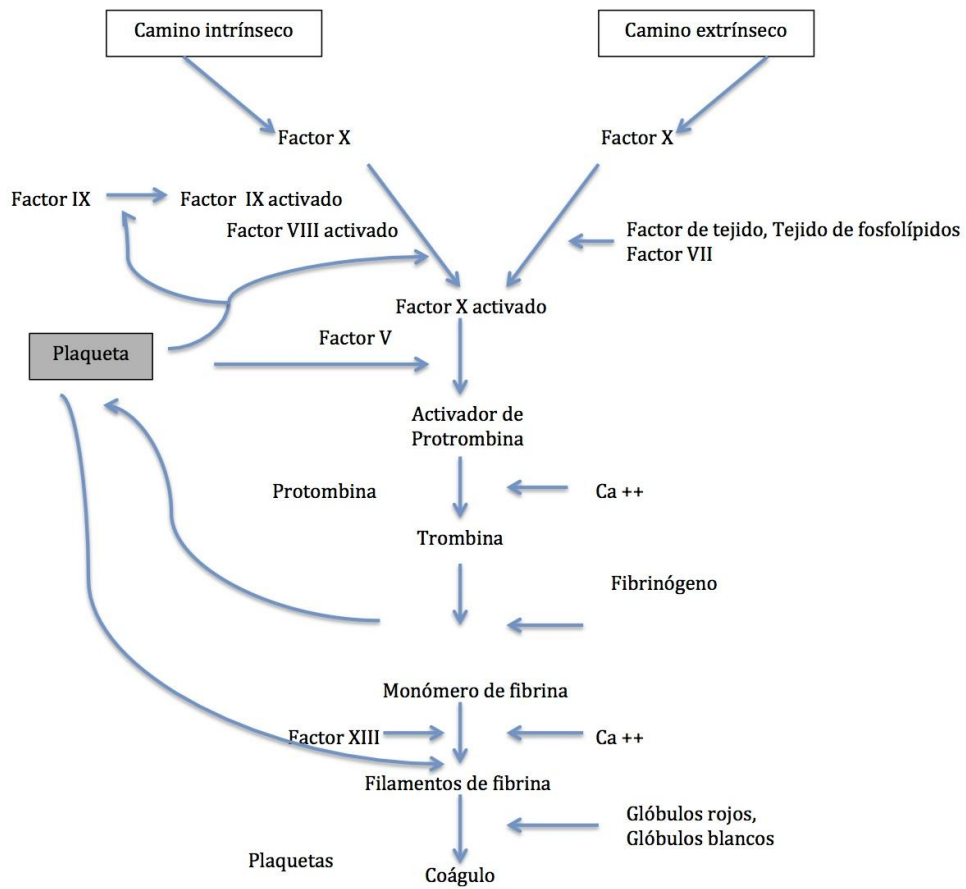 Camino intrínseco
Camino extrínseco
Factor X
Factor X
Factor IX
Factor IX activado
Factor VIII activado
Factor de tejido, Tejido de fosfolípidos
Factor VII
Factor X activado
Factor V
Plaqueta
Activador de
Protrombina
Protombina
Ca ++
Trombina
Fibrinógeno
Monómero de fibrina
Factor XIII
Ca ++
Filamentos de fibrina
Glóbulos rojos,
Glóbulos blancos
Plaquetas
Coágulo